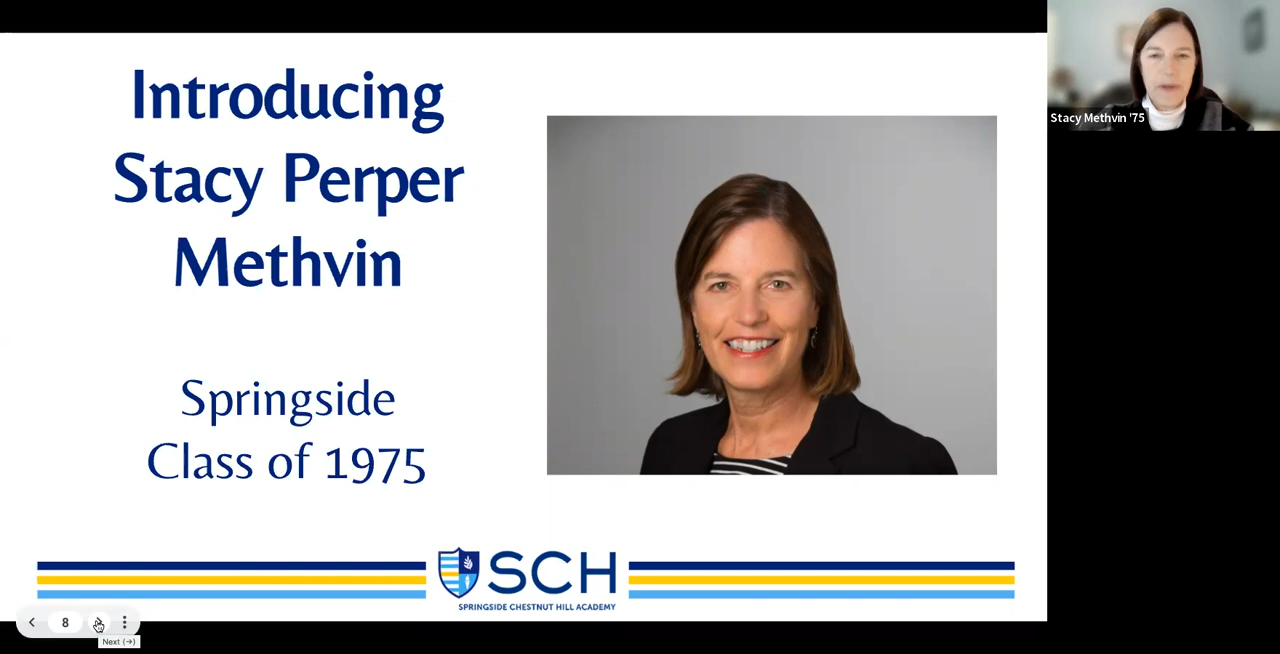 Introducing
Stacy Perper
Methvin
Springside
Class of 1975
SCH
SPRINGSIDE CHESTNUT HILL ACADEMY
Stacy Methvin '75
8
Next (→)